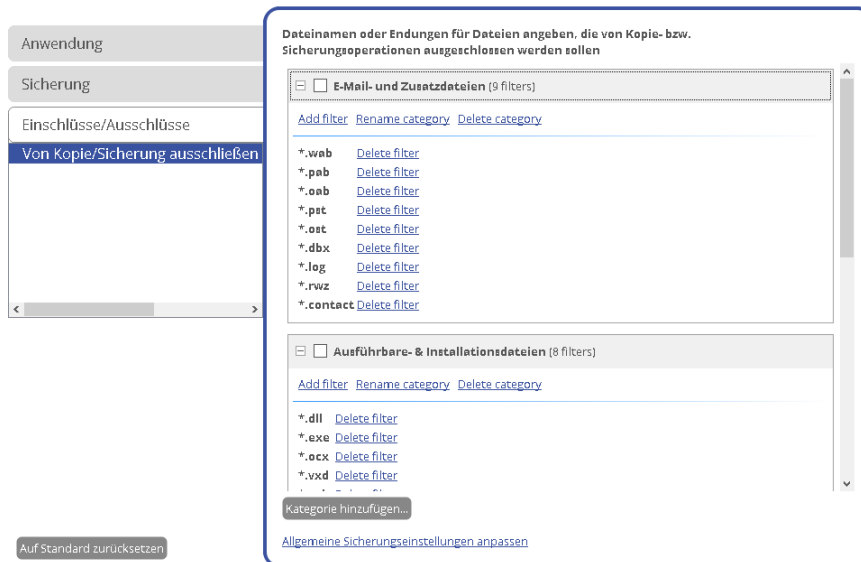 Anwendung
Sicherung
Einschlüsse/Ausschlüsse
Von Kopie/Sicherung ausschließen
Auf Standard zurücksetzen
Dateinamen oder Endungen für Dateien angeben, die von Kopie- bzw.
Sicherungsoperationen ausgeschlossen werden sollen
E-Mail- und Zusatzdateien (9 filters)
Add filter Rename category Delete category
*.wab Delete filter
*.pab Delete filter
*.oab Delete filter
*.pst Delete filter
*.ost Delete filter
*.dbx Delete filter
*.log Delete filter
*.rwz Delete filter
*.contact Delete filter
Ausführbare- & Installationsdateien (8 filters)
Add filter Rename category Delete category
*.dll Delete filter
*.exe Delete filter
*.ocx Delete filter
*.vxd Delete filter
Kategorie hinzufügen...
Allgemeine Sicherungseinstellungen anpassen